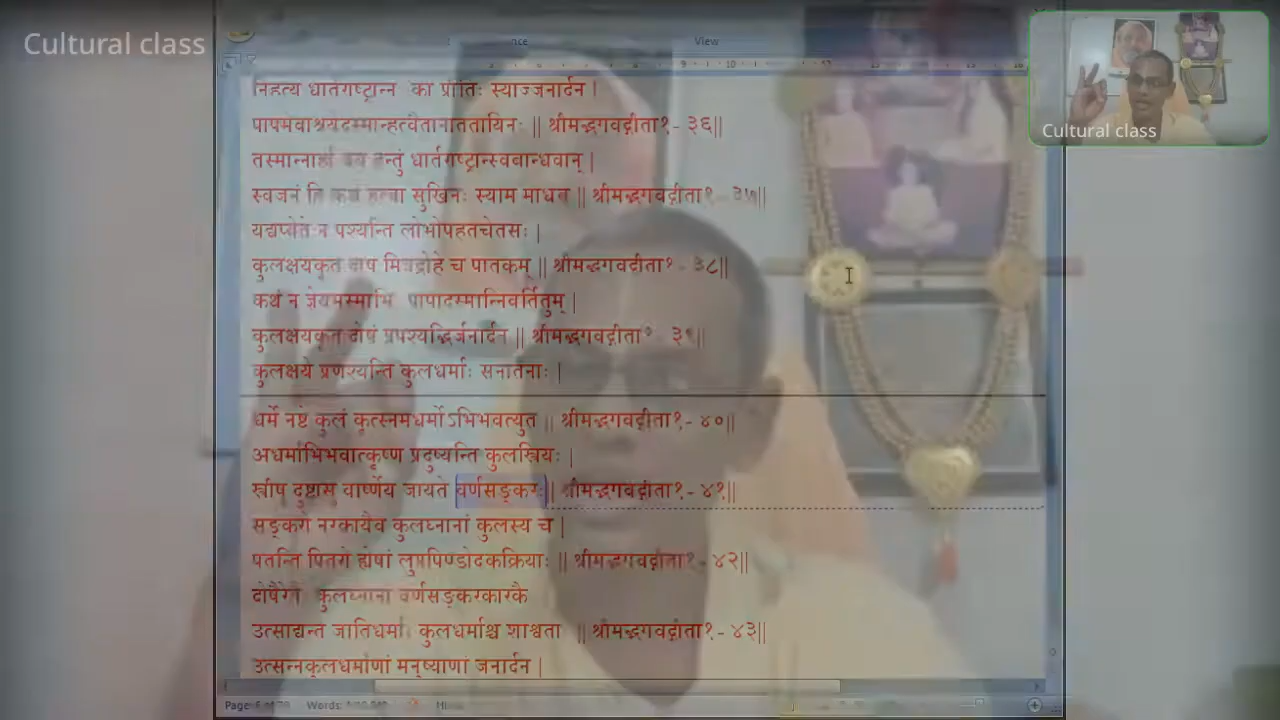 Cultural class
View
Cultural class
निहत्य धार्तराष्ट्रान्न का प्रीतिः स्याज्जनार्दन |
पापमेवाश्रयेदस्मान्हत्वैतानाततायिनः || श्रीमद्भगवद्गीता१- ३६||
तस्मान्नार्हा वयं हन्तुं धार्तराष्ट्रान्स्वबान्धवान् |
स्वजनं हि कथं हत्वा सुखिनः स्याम माधव || श्रीमद्भगवद्गीता१- ३७||
यद्यप्येते न पश्यन्ति लोभोपहतचेतसः |
कुलक्षयकृतं दोषं मित्रद्रोहे च पातकम् || श्रीमद्भगवद्गीता१- ३८||
कथं न ज्ञेयमस्माभिः पापादस्मान्निवर्तितुम् |
कुलक्षयकृतं दोषं प्रपश्यद्भिर्जनार्दन || श्रीमद्भगवद्गीता१- ३९||
कुलक्षये प्रणश्यन्ति कुलधर्माः सनातनाः |
धर्मे नष्टे कुलं कृत्स्नमधर्मोऽभिभवत्युत || श्रीमद्भगवद्गीता१- ४०||
अधर्माभिभवात्कृष्ण प्रदुष्यन्ति कुलस्त्रियः |
स्त्रीषु दुष्टासु वार्ष्णेय जायते वर्णसङ्करः|| श्रीमद्भगवद्गीता१- ४१||
सङ्करो नरकायैव कुलघ्नानां कुलस्य च |
पतन्ति पितरो ह्येषां लुप्तपिण्डोदकक्रियाः || श्रीमद्भगवद्गीता१- ४२||
दोषैरेतैः कुलघ्नानां वर्णसङ्करकारकैः
उत्साद्यन्ते जातिधर्माः कुलधर्माश्च शाश्वताः || श्रीमद्भगवद्गीता१- ४३||
उत्सन्नकुलधर्माणां मनुष्याणां जनार्दन |
Page: 6 of Words: